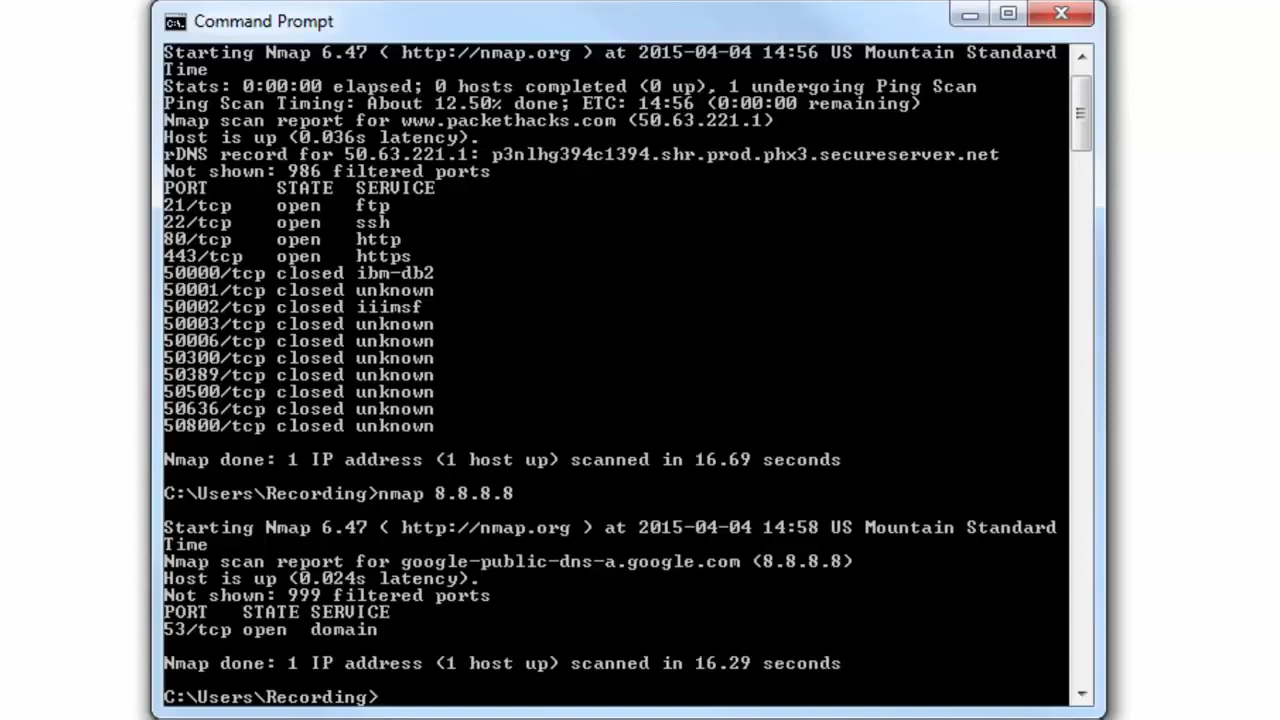 Command Prompt
Starting Nmap 6.47 ( http://nmap.org ) at 2015-04-04 14:56 US Mountain Standard
Time
Stats: 0:00:00 elapsed; 0 hosts completed (0 up), 1 undergoing Ping Scan
Ping Scan Timing: About 12.50% done; ETC: 14:56 (0:00:00 remaining)
Nmap scan report for www.packethacks.com (50.63.221.1)
Host is up (0.036s latency).
rDNS record for 50.63.221.1: p3nlhg394c1394.shr.prod.phx3.secureserver.net
Not shown: 986 filtered ports
PORT STATE SERVICE
21/tcp open ftp
22/tcp open ssh
80/tcp open http
443/tcp open https
50000/tcp closed ibm-db2
50001/tcp closed unknown
50002/tcp closed iiimsf
50003/tcp closed unknown
50006/tcp closed unknown
50300/tcp closed unknown
50389/tcp closed unknown
50500/tcp closed unknown
50636/tcp closed unknown
50800/tcp closed unknown
Nmap done: 1 IP address (1 host up) scanned in 16.69 seconds
C:\Users\Recording>nmap 8.8.8.8
Starting Nmap 6.47 ( http://nmap.org ) at 2015-04-04 14:58 US Mountain Standard
Time
Nmap scan report for google-public-dns-a.google.com (8.8.8.8)
Host is up (0.024s latency).
Not shown: 999 filtered ports
PORT STATE SERVICE
53/tcp open domain
Nmap done: 1 IP address (1 host up) scanned in 16.29 seconds
C:\Users\Recording>